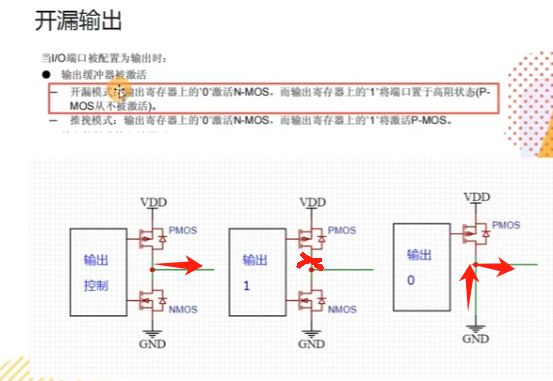 开漏输出
当I/O端口被配置为输出时：
● 输出缓冲器被激活
─ 开漏模式：输出寄存器上的'0'激活N-MOS，而输出寄存器上的'1'将端口置于高阻状态(P-
MOS从不被激活)。
─ 推挽模式：输出寄存器上的'0'激活N-MOS，而输出寄存器上的'1'将激活P-MOS。
VDD
PMOS
输出
控制
NMOS
GND
VDD
PMOS
输出
1
NMOS
GND
VDD
PMOS
输出
0
GND